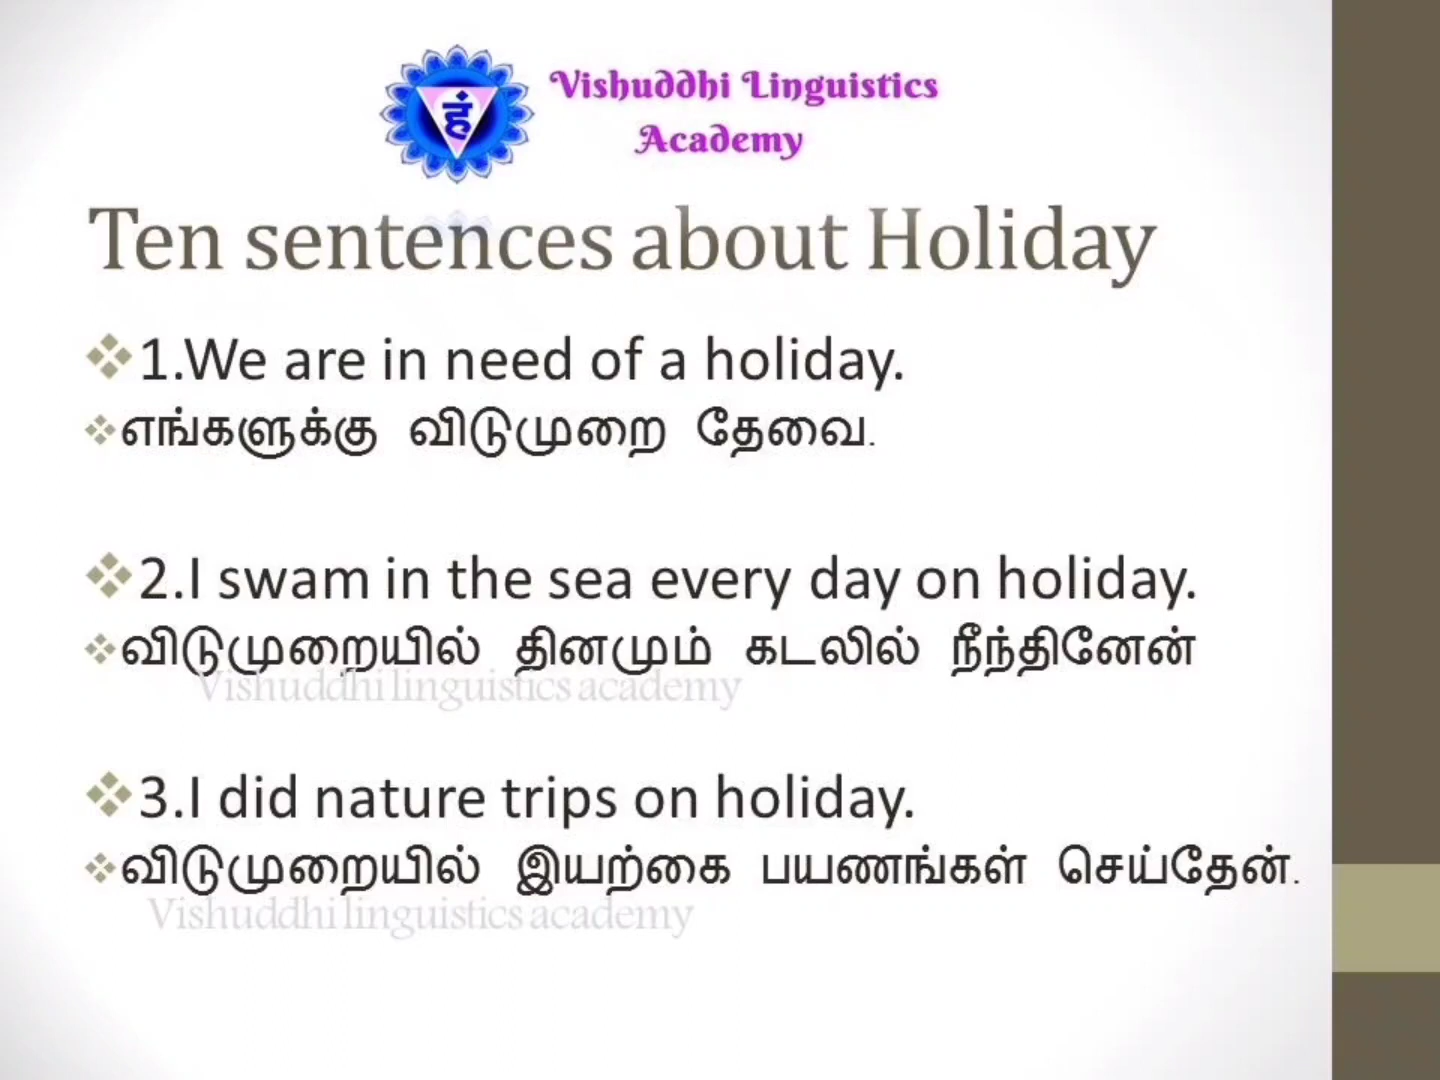 हं
Vishuddhi Linguistics
Academy
Ten sentences about Holiday
1.We are in need of a holiday.
எங்களுக்கு விடுமுறை தேவை.
2.I swam in the sea every day on holiday.
விடுமுறையில் தினமும் கடலில் நீந்தினேன்
Vishuddhi linguistics academy
3.I did nature trips on holiday.
விடுமுறையில் இயற்கை பயணங்கள் செய்தேன்.
Vishuddhi linguistics academy